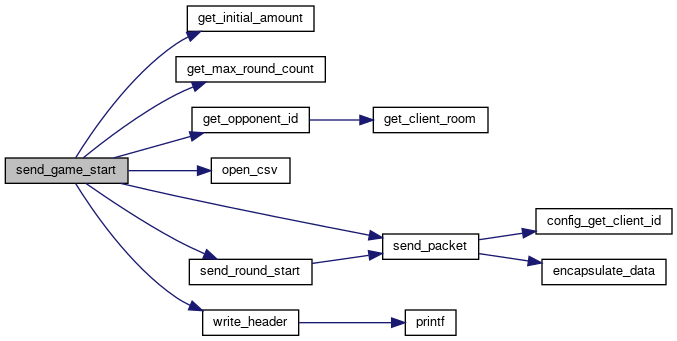 get_initial_amount
get_max_round_count
get_opponent_id
get_client_room
send_game_start
open_csv
config_get_client_id
send_packet
send_round_start
encapsulate_data
write_header
printf